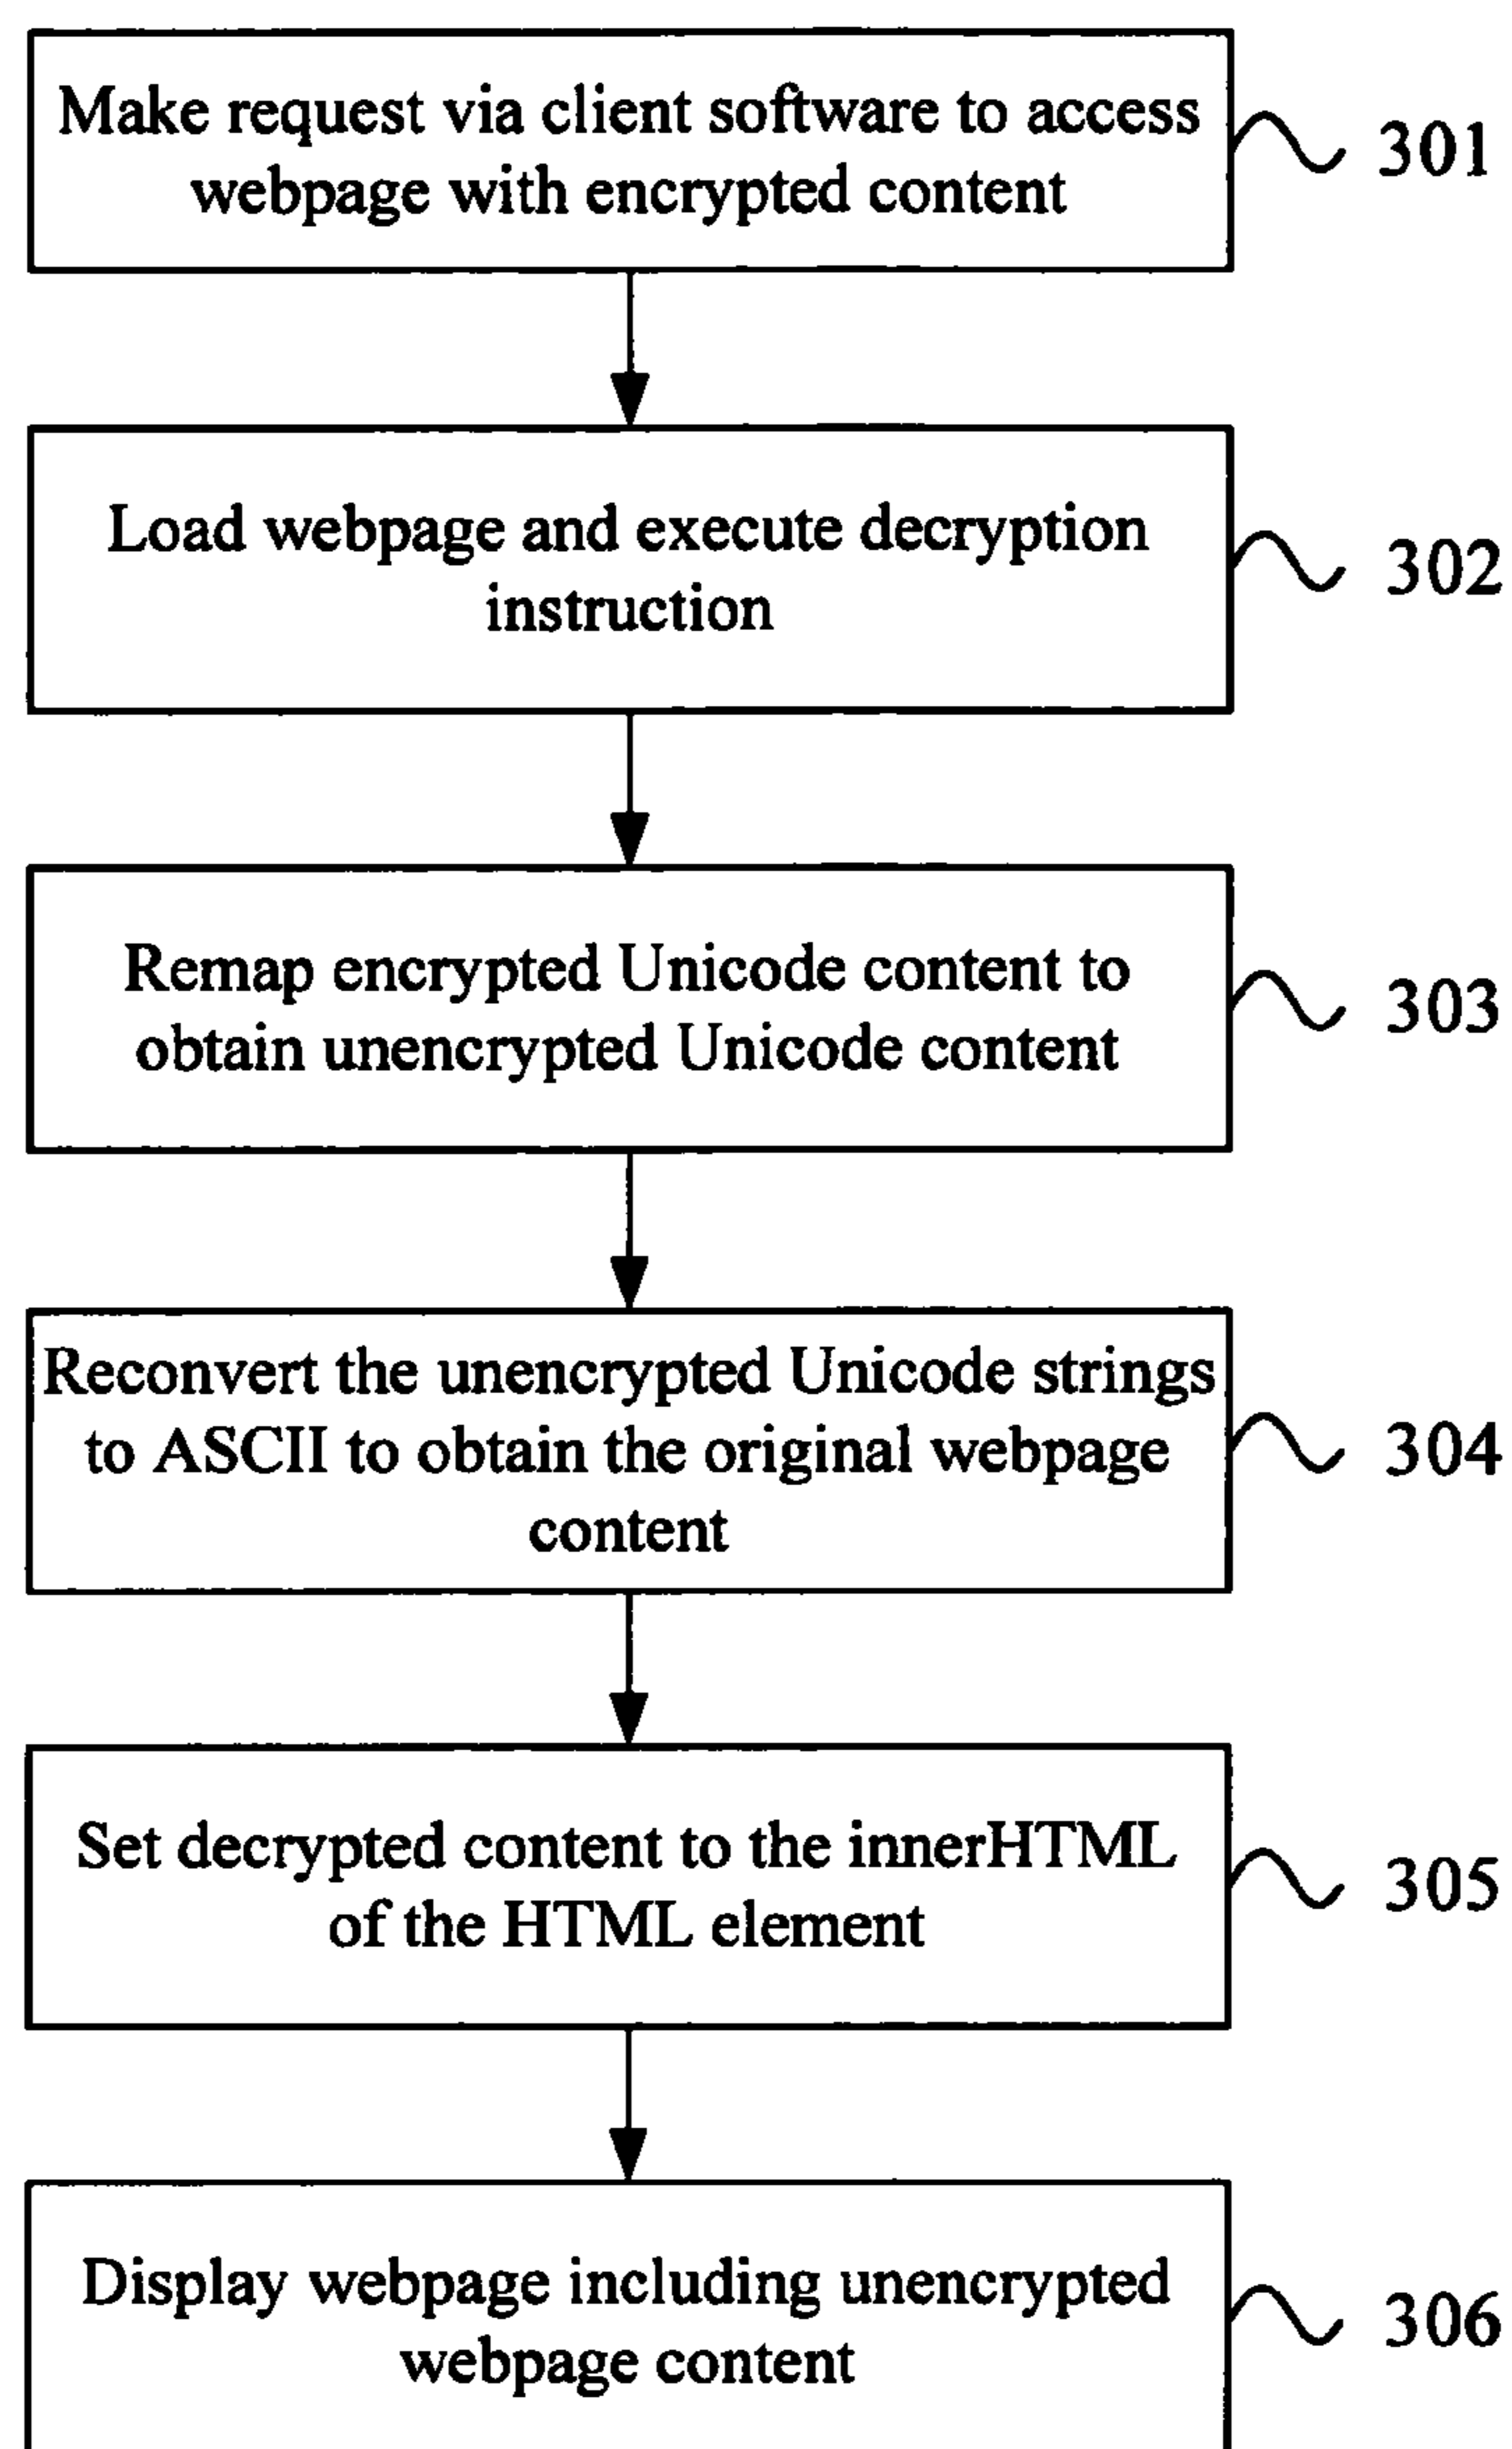 Make request via client software to access
webpage with encrypted content
301
Load webpage and execute decryption
instruction
302
Remap encrypted Unicode content to
obtain unencrypted Unicode content
303
Reconvert the unencrypted Unicode strings
to ASCII to obtain the original webpage
content
304
Set decrypted content to the innerHTML
of the HTML element
305
Display webpage including unencrypted
webpage content
306